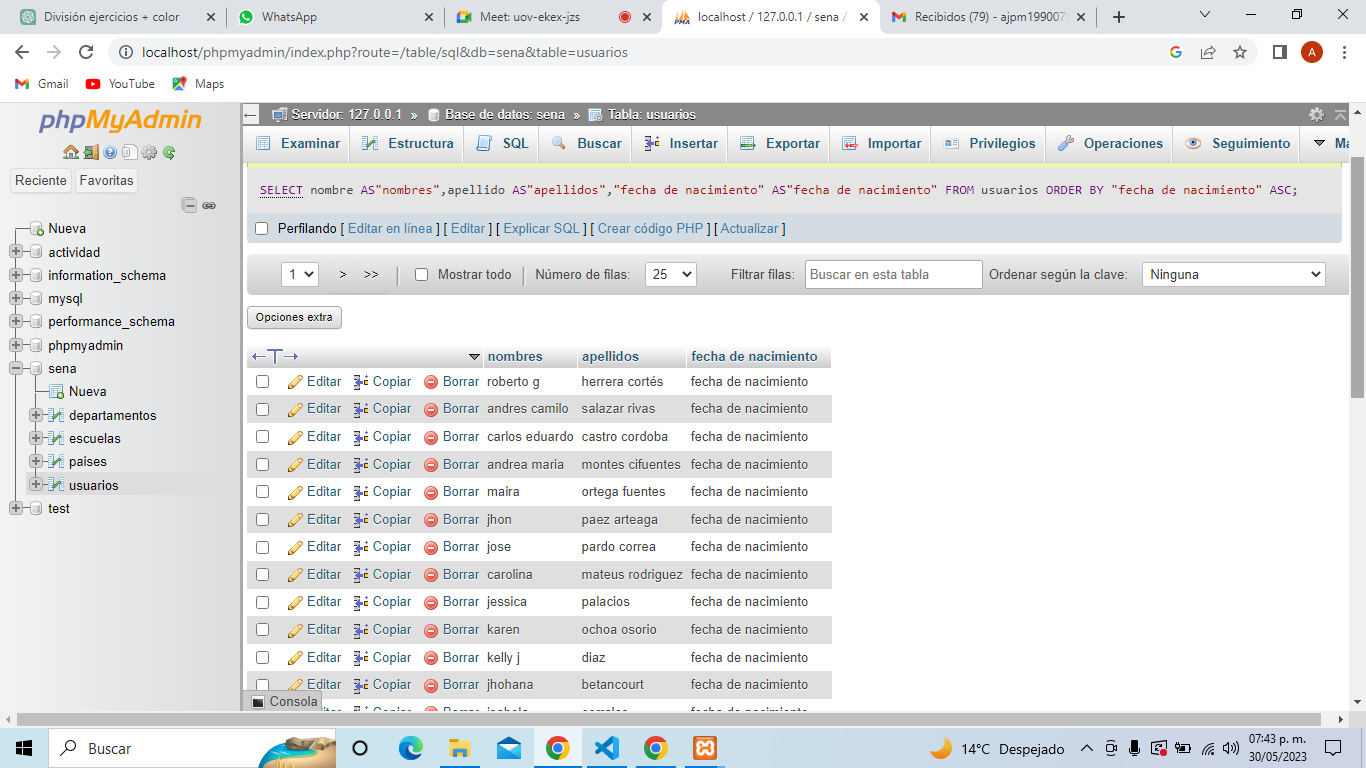 División ejercicios + color
WhatsApp
Meet: uov-ekex-jzs
localhost / 127.0.0.1 / sena /
Recibidos (79) - ajpm199007
localhost/phpmyadmin/index.php?route=/table/sql&db=sena&table=usuarios
A
Gmail
YouTube
Maps
phpMyAdmin
Reciente
Favoritas
Nueva
actividad
information_schema
mysql
performance_schema
phpmyadmin
sena
Nueva
departamentos
escuelas
paises
usuarios
test
Servidor: 127.0.0.1 » Base de datos: sena » Tabla: usuarios
Examinar
Estructura
SQL
Buscar
Insertar
Exportar
Importar
Privilegios
Operaciones
Seguimiento
SELECT nombre AS"nombres",apellido AS"apellidos","fecha de nacimiento" AS"fecha de nacimiento" FROM usuarios ORDER BY "fecha de nacimiento" ASC;
Perfilando [ Editar en línea ] [ Editar ] [ Explicar SQL ] [ Crear código PHP ] [ Actualizar ]
1 > >> Mostrar todo Número de filas: 25 Filtrar filas: Buscar en esta tabla Ordenar según la clave: Ninguna
Opciones extra
←T→ nombres apellidos fecha de nacimiento
Editar Copiar Borrar roberto g herrera cortés fecha de nacimiento
Editar Copiar Borrar andres camilo salazar rivas fecha de nacimiento
Editar Copiar Borrar carlos eduardo castro cordoba fecha de nacimiento
Editar Copiar Borrar andrea maria montes cifuentes fecha de nacimiento
Editar Copiar Borrar maira ortega fuentes fecha de nacimiento
Editar Copiar Borrar jhon paez arteaga fecha de nacimiento
Editar Copiar Borrar jose pardo correa fecha de nacimiento
Editar Copiar Borrar carolina mateus rodriguez fecha de nacimiento
Editar Copiar Borrar jessica palacios fecha de nacimiento
Editar Copiar Borrar karen ochoa osorio fecha de nacimiento
Editar Copiar Borrar kelly j diaz fecha de nacimiento
Editar Copiar Borrar jhohana betancourt fecha de nacimiento
Consola
Buscar
14°C Despejado
07:43 p. m.
30/05/2023